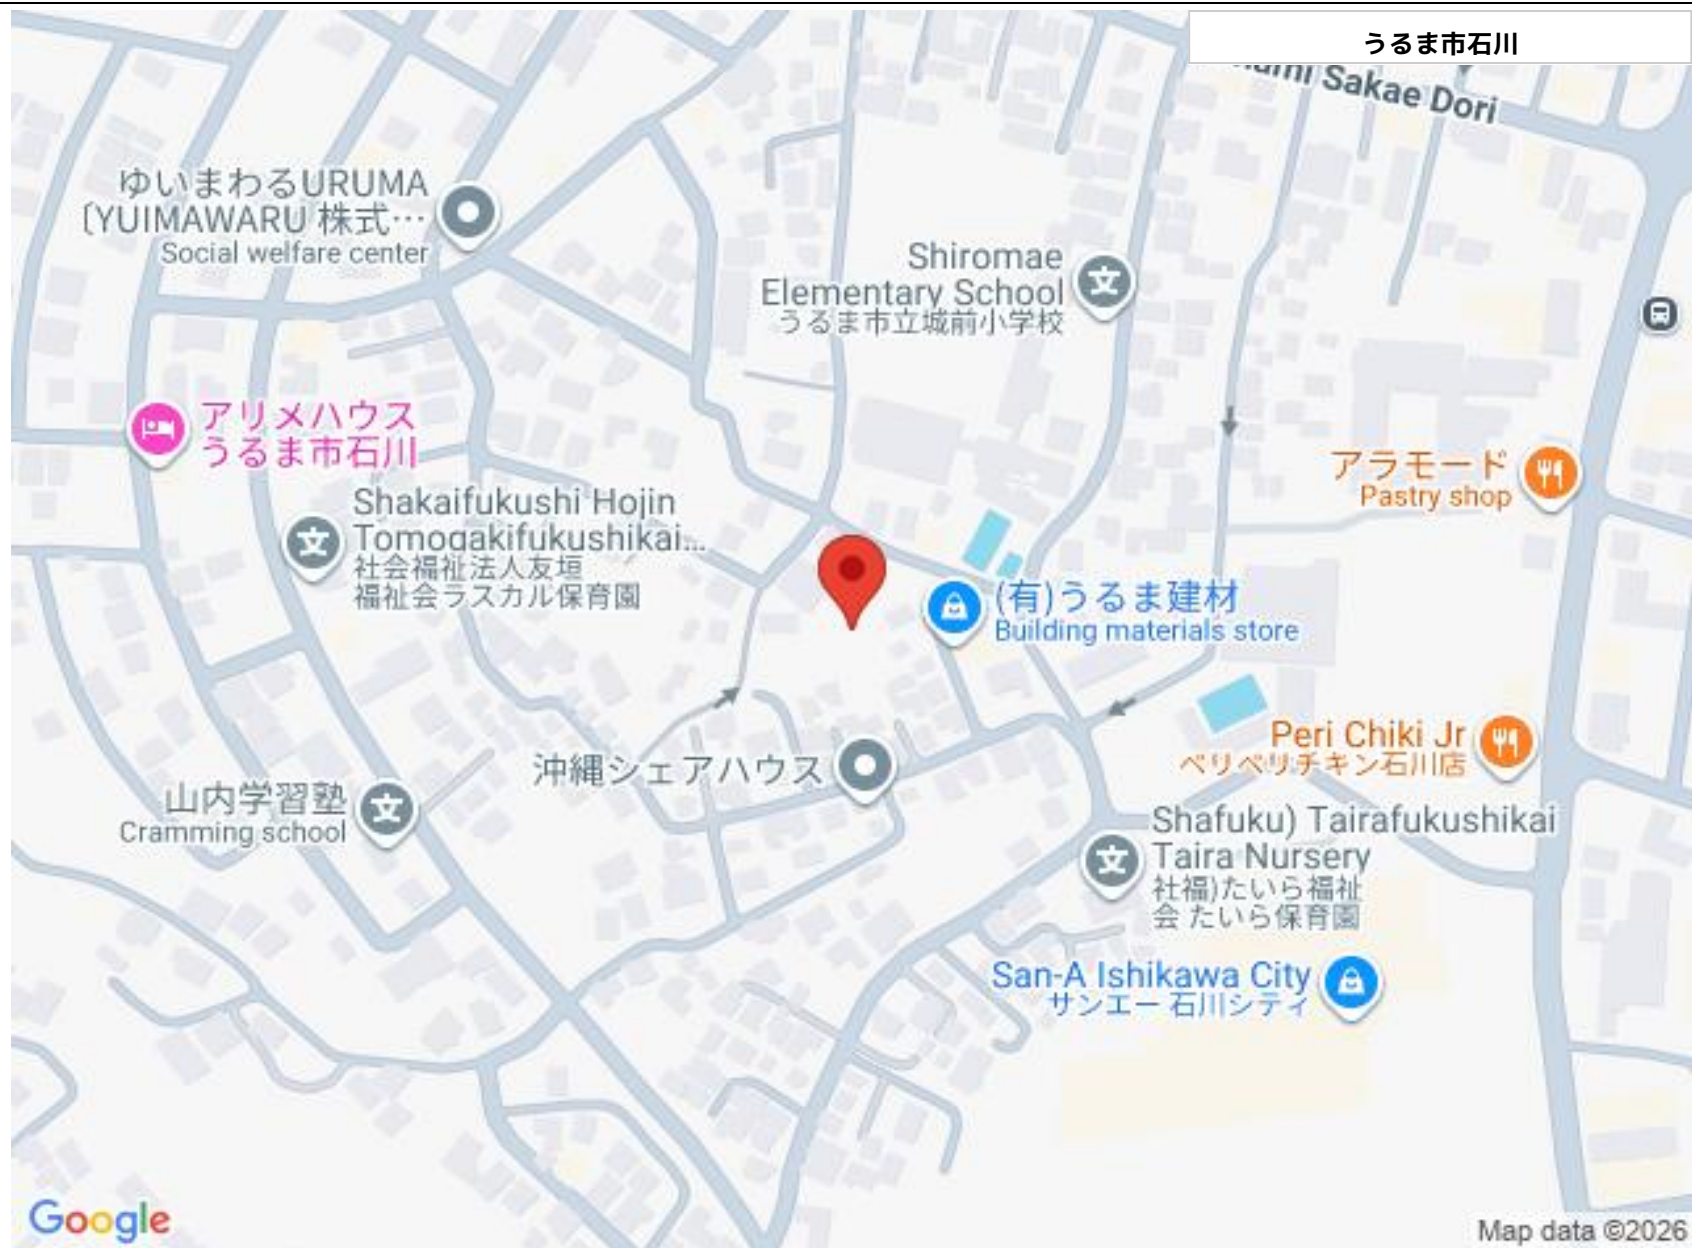 うるま市石川
Sakae Dori
ゆいまわるURUMA
〔YUIMAWARU 株式…
Social welfare center
Shiromae
Elementary School
うるま市立城前小学校
アリメハウス
うるま市石川
アラモード
Pastry shop
Shakaifukushi Hojin
Tomogakifukushikai...
社会福祉法人友垣
福祉会ラスカル保育園
(有)うるま建材
Building materials store
Peri Chiki Jr
ペリペリチキン石川店
沖縄シェアハウス
山内学習塾
Cramming school
Shafuku) Tairafukushikai
Taira Nursery
社福)たいら福祉
会 たいら保育園
San-A Ishikawa City
サンエー 石川シティ
Google
Map data ©2026